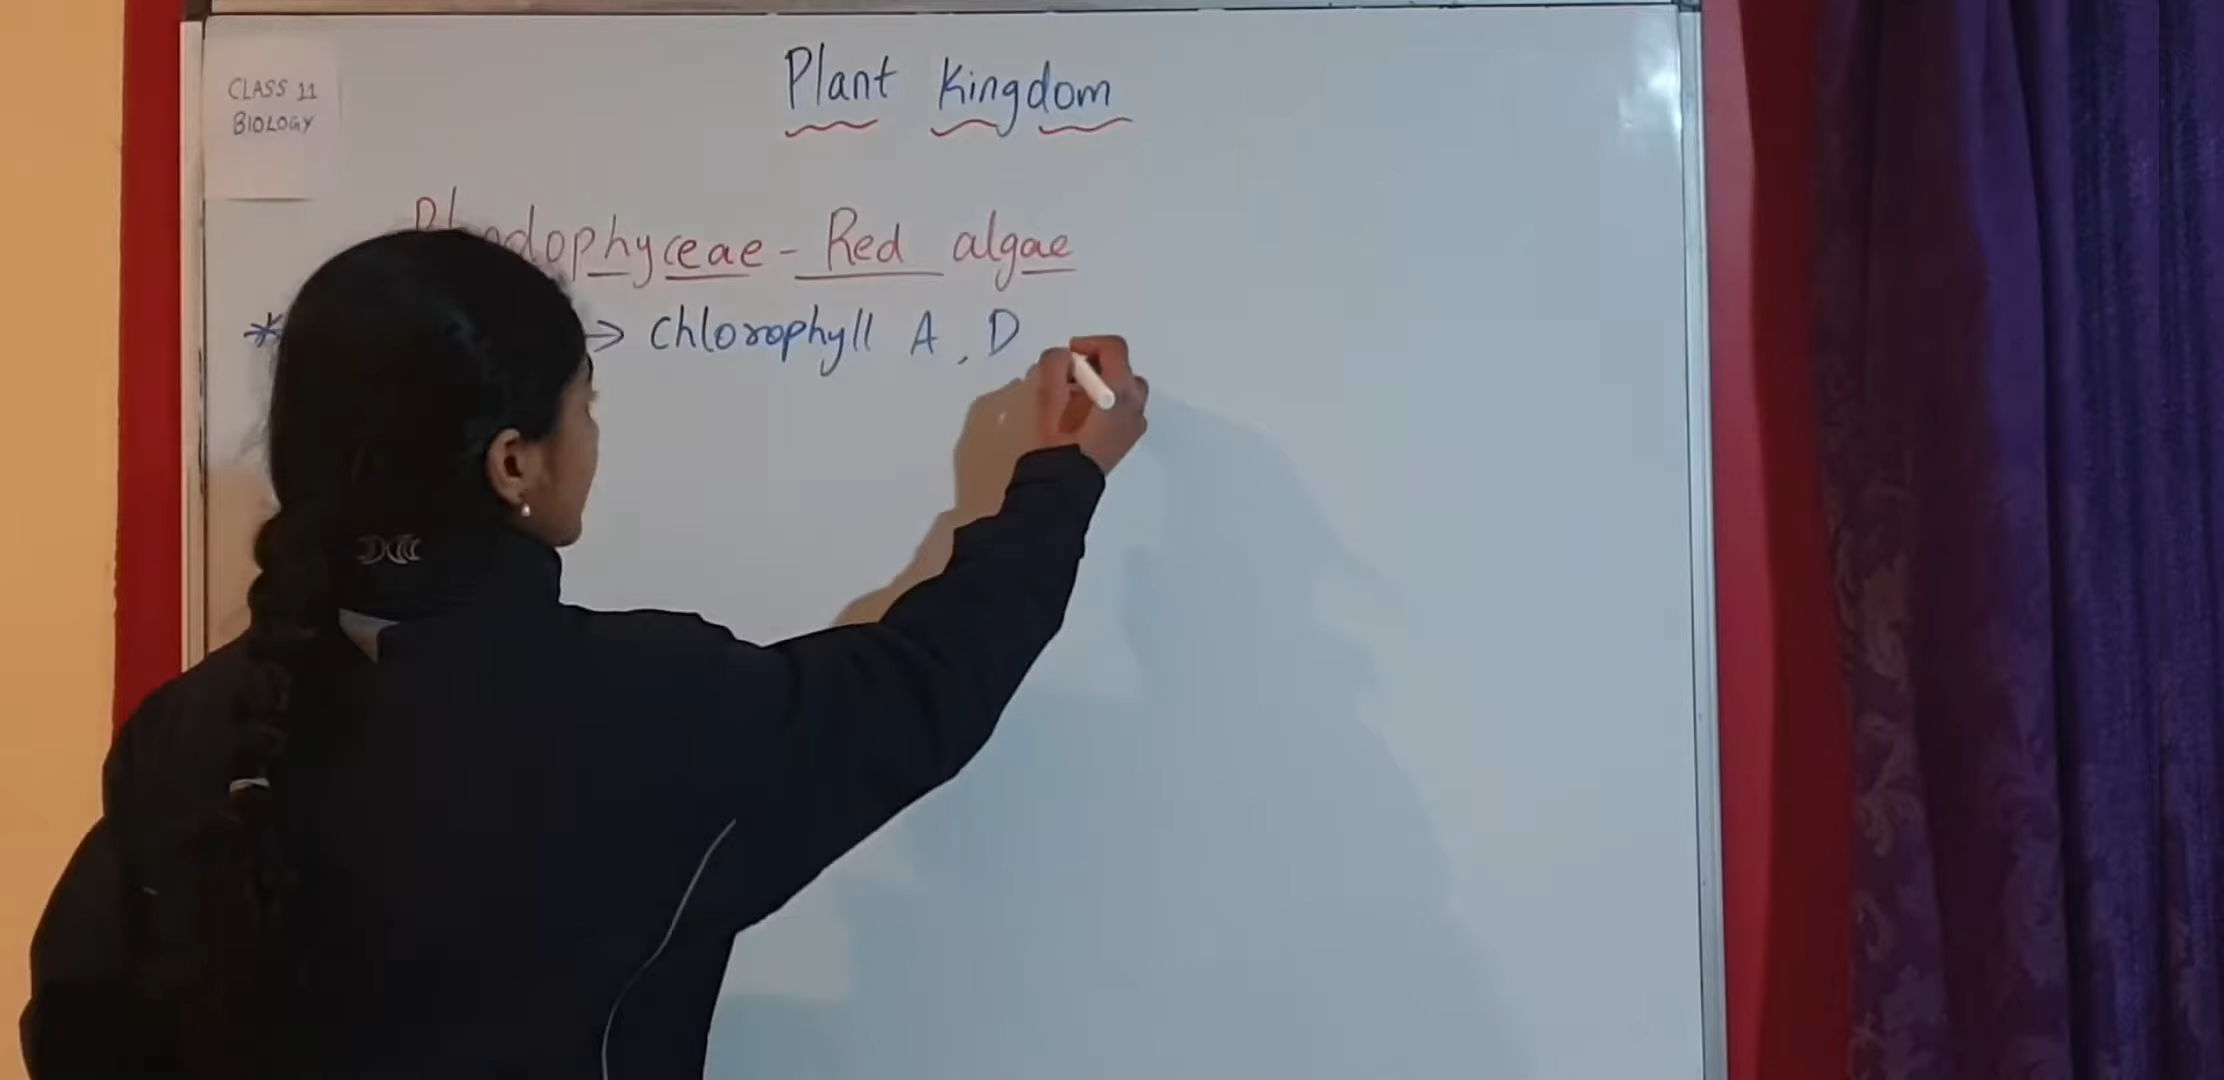 CLASS 11
BIOLOGY
Plant Kingdom
Rhodophyceae - Red algae
* → Chlorophyll A, D